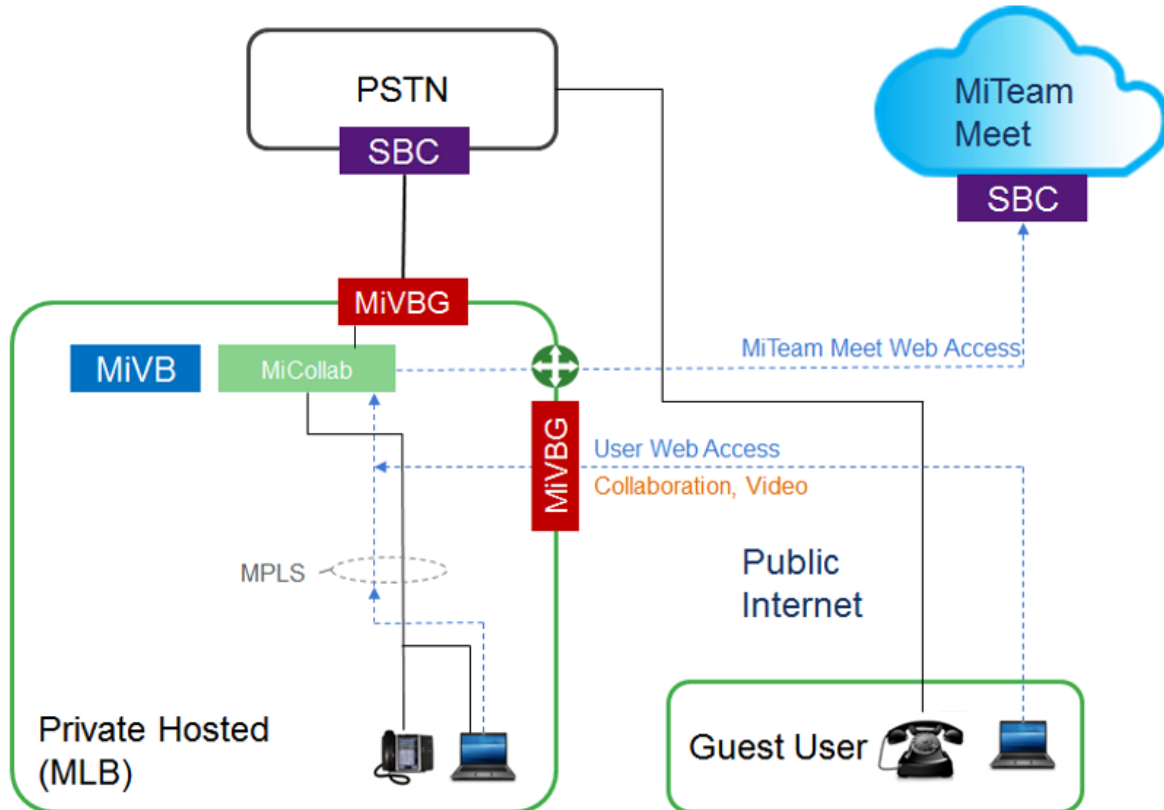 PSTN
SBC
MiTeam
Meet
SBC
MiVBG
MiVB
MiCollab
MiTeam Meet Web Access
MiVBG
User Web Access
Collaboration, Video
MPLS
Public
Internet
Private Hosted
(MLB)
Guest User